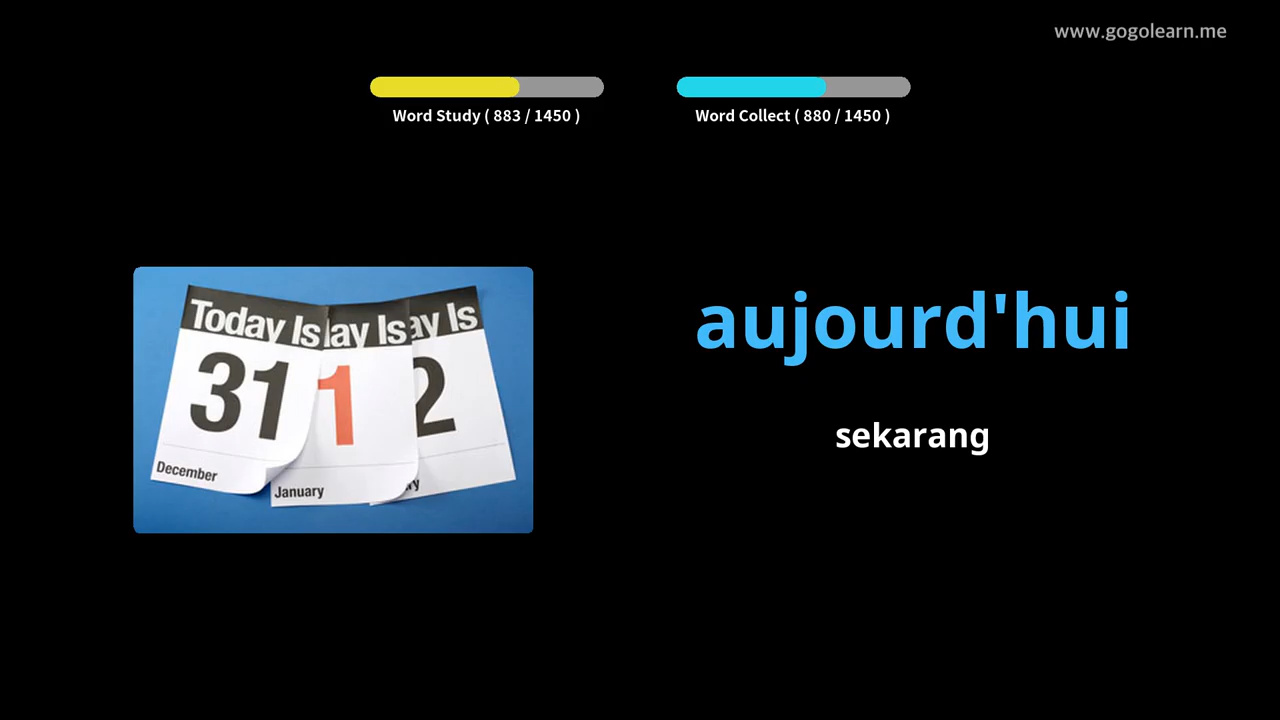 www.gogolearn.me
Word Study ( 883 / 1450 )
Word Collect ( 880 / 1450 )
Today Is
ay Is
ay Is
31
1
2
December
January
ry
aujourd'hui
sekarang